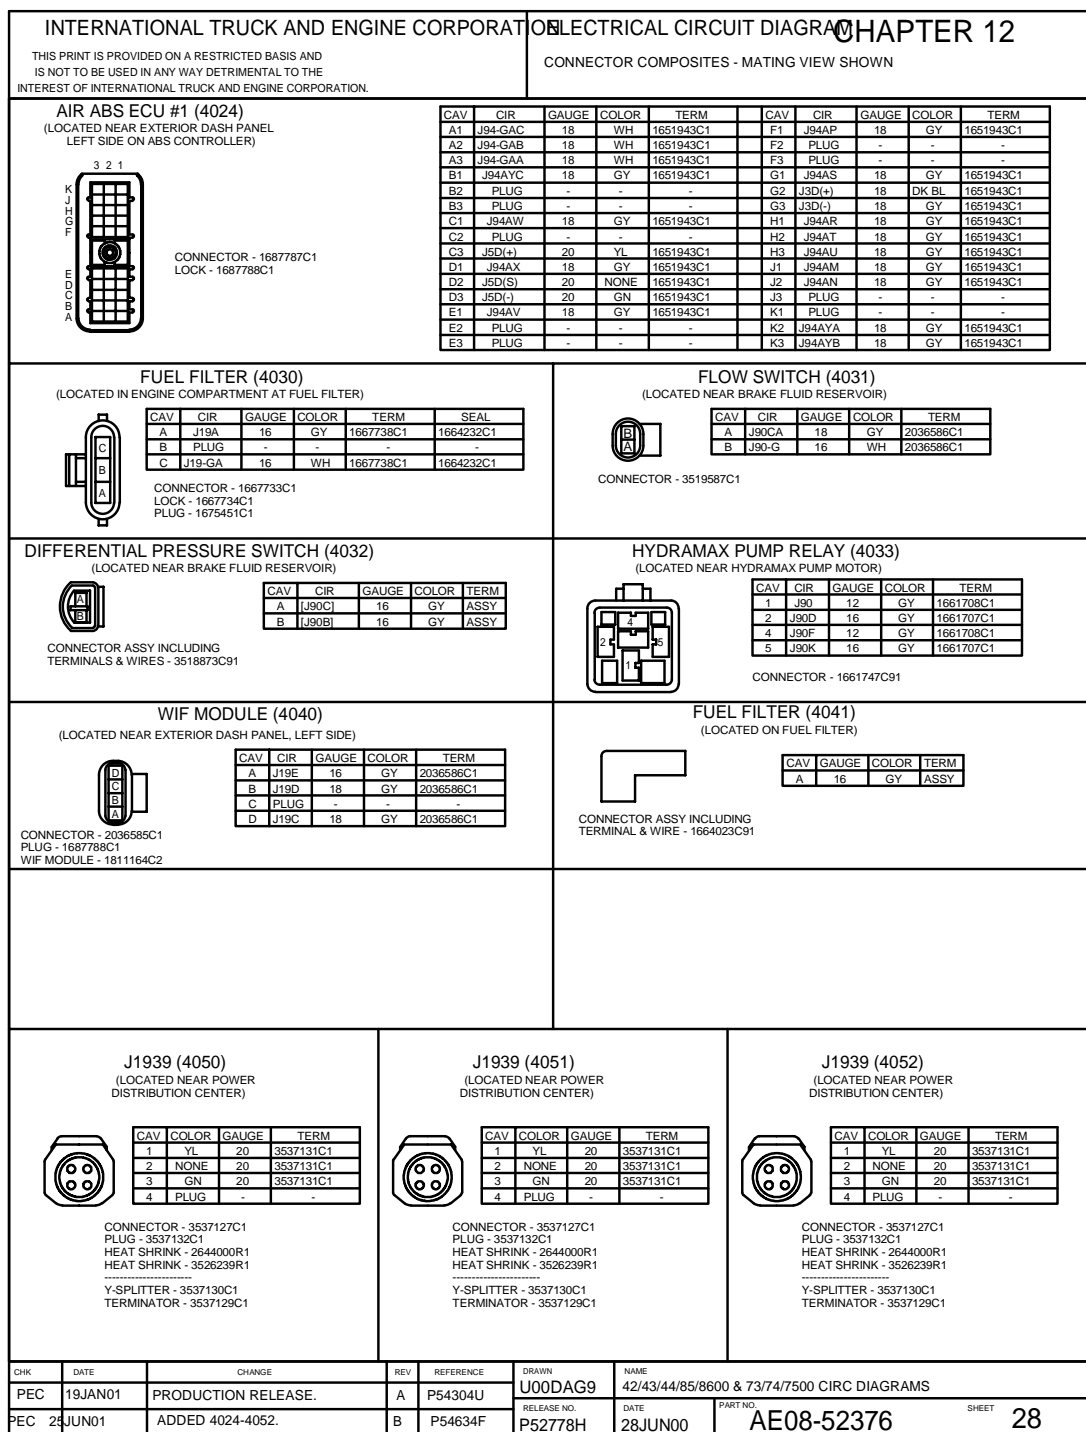 INTERNATIONAL TRUCK AND ENGINE CORPORATION
THIS PRINT IS PROVIDED ON A RESTRICTED BASIS AND
IS NOT TO BE USED IN ANY WAY DETRIMENTAL TO THE
INTEREST OF INTERNATIONAL TRUCK AND ENGINE CORPORATION.
ELECTRICAL CIRCUIT DIAGRAM
CHAPTER 12
CONNECTOR COMPOSITES - MATING VIEW SHOWN
AIR ABS ECU #1 (4024)
(LOCATED NEAR EXTERIOR DASH PANEL
LEFT SIDE ON ABS CONTROLLER)
3 2 1
K
J
H
G
F
E
D
C
B
A
CONNECTOR - 1687787C1
LOCK - 1687788C1
CAV CIR GAUGE COLOR TERM CAV CIR GAUGE COLOR TERM
A1 J94-GAC 18 WH 1651943C1 F1 J94AP 18 GY 1651943C1
A2 J94-GAB 18 WH 1651943C1 F2 PLUG - - -
A3 J94-GAA 18 WH 1651943C1 F3 PLUG - - -
B1 J94AYC 18 GY 1651943C1 G1 J94AS 18 GY 1651943C1
B2 PLUG - - - G2 J3D(+) 18 DK BL 1651943C1
B3 PLUG - - - G3 J3D(-) 18 GY 1651943C1
C1 J94AW 18 GY 1651943C1 H1 J94AR 18 GY 1651943C1
C2 PLUG - - - H2 J94AT 18 GY 1651943C1
C3 J5D(+) 20 YL 1651943C1 H3 J94AU 18 GY 1651943C1
D1 J94AX 18 GY 1651943C1 J1 J94AM 18 GY 1651943C1
D2 J5D(S) 20 NONE 1651943C1 J2 J94AN 18 GY 1651943C1
D3 J5D(-) 20 GN 1651943C1 J3 PLUG - - -
E1 J94AV 18 GY 1651943C1 K1 PLUG - - -
E2 PLUG - - - K2 J94AYA 18 GY 1651943C1
E3 PLUG - - - K3 J94AYB 18 GY 1651943C1
FUEL FILTER (4030)
(LOCATED IN ENGINE COMPARTMENT AT FUEL FILTER)
C
B
A
CAV CIR GAUGE COLOR TERM SEAL
A J19A 16 GY 1667738C1 1664232C1
B PLUG - - - -
C J19-GA 16 WH 1667738C1 1664232C1
CONNECTOR - 1667733C1
LOCK - 1667734C1
PLUG - 1675451C1
FLOW SWITCH (4031)
(LOCATED NEAR BRAKE FLUID RESERVOIR)
B
A
CAV CIR GAUGE COLOR TERM
A J90CA 18 GY 2036586C1
B J90-G 16 WH 2036586C1
CONNECTOR - 3519587C1
DIFFERENTIAL PRESSURE SWITCH (4032)
(LOCATED NEAR BRAKE FLUID RESERVOIR)
A
B
CAV CIR GAUGE COLOR TERM
A [J90C] 16 GY ASSY
B [J90B] 16 GY ASSY
CONNECTOR ASSY INCLUDING
TERMINALS & WIRES - 3518873C91
HYDRAMAX PUMP RELAY (4033)
(LOCATED NEAR HYDRAMAX PUMP MOTOR)
4
2 5
1
CAV CIR GAUGE COLOR TERM
1 J90 12 GY 1661708C1
2 J90D 16 GY 1661707C1
4 J90F 12 GY 1661708C1
5 J90K 16 GY 1661707C1
CONNECTOR - 1661747C91
WIF MODULE (4040)
(LOCATED NEAR EXTERIOR DASH PANEL, LEFT SIDE)
D
C
B
A
CAV CIR GAUGE COLOR TERM
A J19E 16 GY 2036586C1
B J19D 18 GY 2036586C1
C PLUG - - -
D J19C 18 GY 2036586C1
CONNECTOR - 2036585C1
PLUG - 1687788C1
WIF MODULE - 1811164C2
FUEL FILTER (4041)
(LOCATED ON FUEL FILTER)
CAV GAUGE COLOR TERM
A 16 GY ASSY
CONNECTOR ASSY INCLUDING
TERMINAL & WIRE - 1664023C91
J1939 (4050)
(LOCATED NEAR POWER
DISTRIBUTION CENTER)
CAV COLOR GAUGE TERM
1 YL 20 3537131C1
2 NONE 20 3537131C1
3 GN 20 3537131C1
4 PLUG - -
CONNECTOR - 3537127C1
PLUG - 3537132C1
HEAT SHRINK - 2644000R1
HEAT SHRINK - 3526239R1
-----------------------
Y-SPLITTER - 3537130C1
TERMINATOR - 3537129C1
J1939 (4051)
(LOCATED NEAR POWER
DISTRIBUTION CENTER)
CAV COLOR GAUGE TERM
1 YL 20 3537131C1
2 NONE 20 3537131C1
3 GN 20 3537131C1
4 PLUG - -
CONNECTOR - 3537127C1
PLUG - 3537132C1
HEAT SHRINK - 2644000R1
HEAT SHRINK - 3526239R1
-----------------------
Y-SPLITTER - 3537130C1
TERMINATOR - 3537129C1
J1939 (4052)
(LOCATED NEAR POWER
DISTRIBUTION CENTER)
CAV COLOR GAUGE TERM
1 YL 20 3537131C1
2 NONE 20 3537131C1
3 GN 20 3537131C1
4 PLUG - -
CONNECTOR - 3537127C1
PLUG - 3537132C1
HEAT SHRINK - 2644000R1
HEAT SHRINK - 3526239R1
-----------------------
Y-SPLITTER - 3537130C1
TERMINATOR - 3537129C1
CHK DATE CHANGE REV REFERENCE
PEC 19JAN01 PRODUCTION RELEASE. A P54304U
PEC 25JUN01 ADDED 4024-4052. B P54634F
DRAWN U00DAG9
NAME 42/43/44/85/8600 & 73/74/7500 CIRC DIAGRAMS
RELEASE NO. P52778H
DATE 28JUN00
PART NO. AE08-52376
SHEET 28